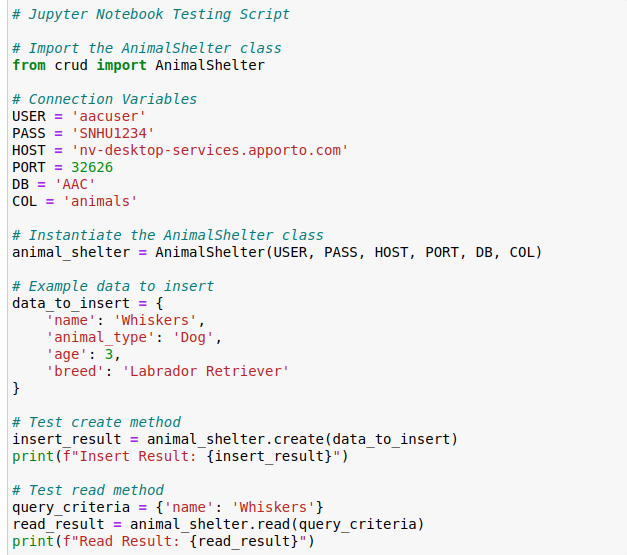 # Jupyter Notebook Testing Script
# Import the AnimalShelter class
from crud import AnimalShelter
# Connection Variables
USER = 'aacuser'
PASS = 'SNHU1234'
HOST = 'nv-desktop-services.apporto.com'
PORT = 32626
DB = 'AAC'
COL = 'animals'
# Instantiate the AnimalShelter class
animal_shelter = AnimalShelter(USER, PASS, HOST, PORT, DB, COL)
# Example data to insert
data_to_insert = {
    'name': 'Whiskers',
    'animal_type': 'Dog',
    'age': 3,
    'breed': 'Labrador Retriever'
}
# Test create method
insert_result = animal_shelter.create(data_to_insert)
print(f"Insert Result: {insert_result}")
# Test read method
query_criteria = {'name': 'Whiskers'}
read_result = animal_shelter.read(query_criteria)
print(f"Read Result: {read_result}")